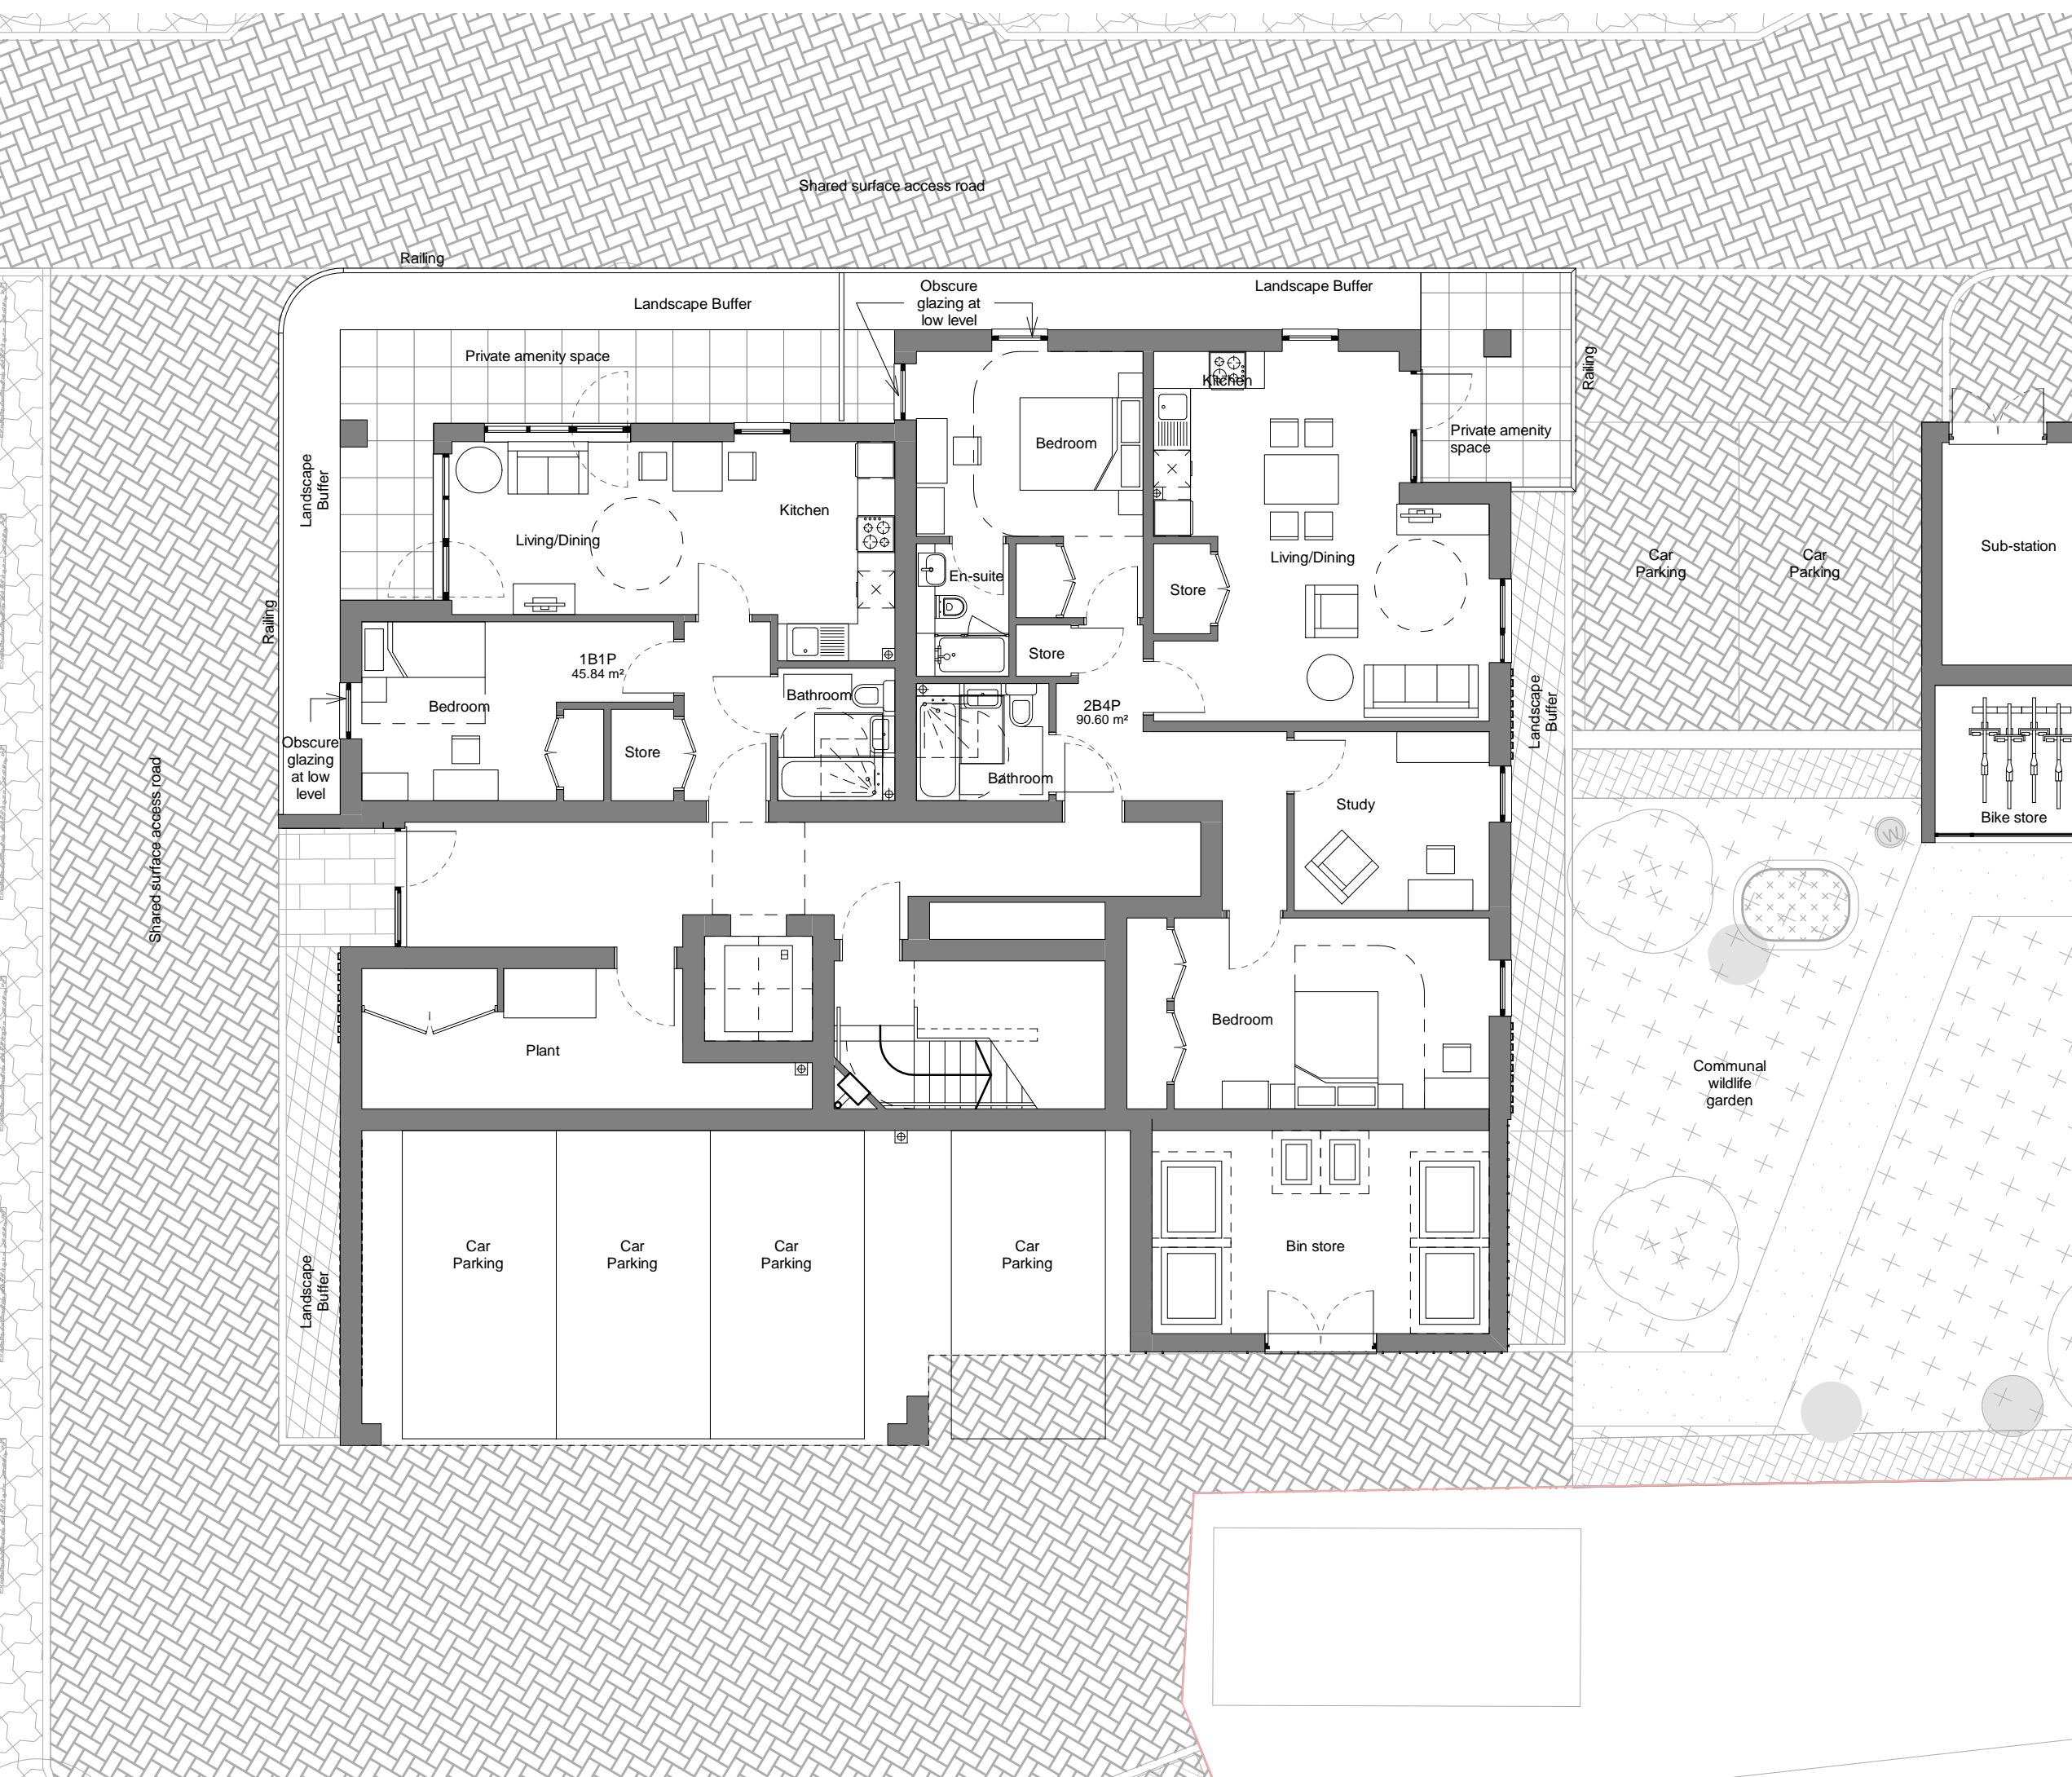 Shared surface access road
Railing
Landscape Buffer
Obscure
glazing at
low level
Landscape Buffer
Private amenity space
Railing
Kitchen
Bedroom
Private amenity
space
Landscape
Buffer
Kitchen
Living/Dining
Living/Dining
Car
Parking
Car
Parking
Sub-station
En-suite
Store
Railing
Store
1B1P
45.84 m²
Bathroom
Bedroom
2B4P
90.60 m²
Landscape
Buffer
Obscure
glazing
at low
level
Store
Bathroom
Study
Bike store
Shared surface access road
W
Bedroom
Plant
Communal
wildlife
garden
Car
Parking
Car
Parking
Car
Parking
Car
Parking
Bin store
Landscape
Buffer